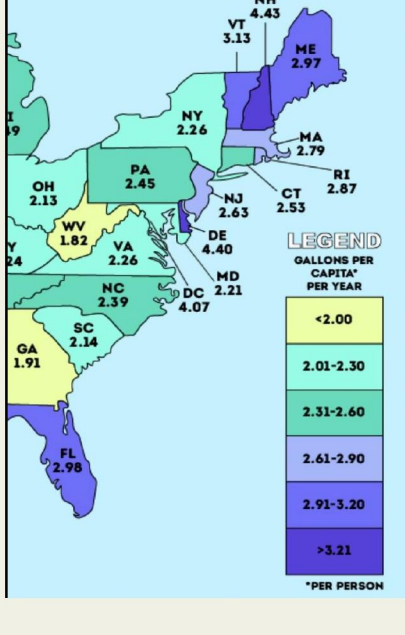 NH
4.43
VT
3.13
ME
2.97
NY
2.26
MA
2.79
RI
2.87
CT
2.53
PA
2.45
NJ
2.63
OH
2.13
DE
4.40
WV
1.82
VA
2.26
MD
2.21
DC
4.07
NC
2.39
SC
2.14
GA
1.91
FL
2.98
LEGEND
GALLONS PER
CAPITA*
PER YEAR
<2.00
2.01-2.30
2.31-2.60
2.61-2.90
2.91-3.20
>3.21
*PER PERSON